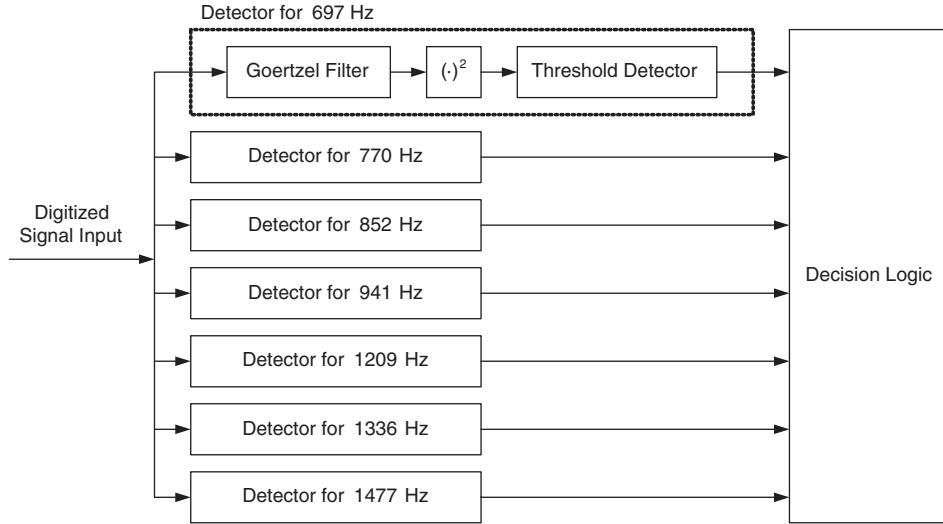 Detector for 697 Hz
Goertzel Filter
(·)²
Threshold Detector
Detector for 770 Hz
Digitized
Signal Input
Detector for 852 Hz
Detector for 941 Hz
Decision Logic
Detector for 1209 Hz
Detector for 1336 Hz
Detector for 1477 Hz